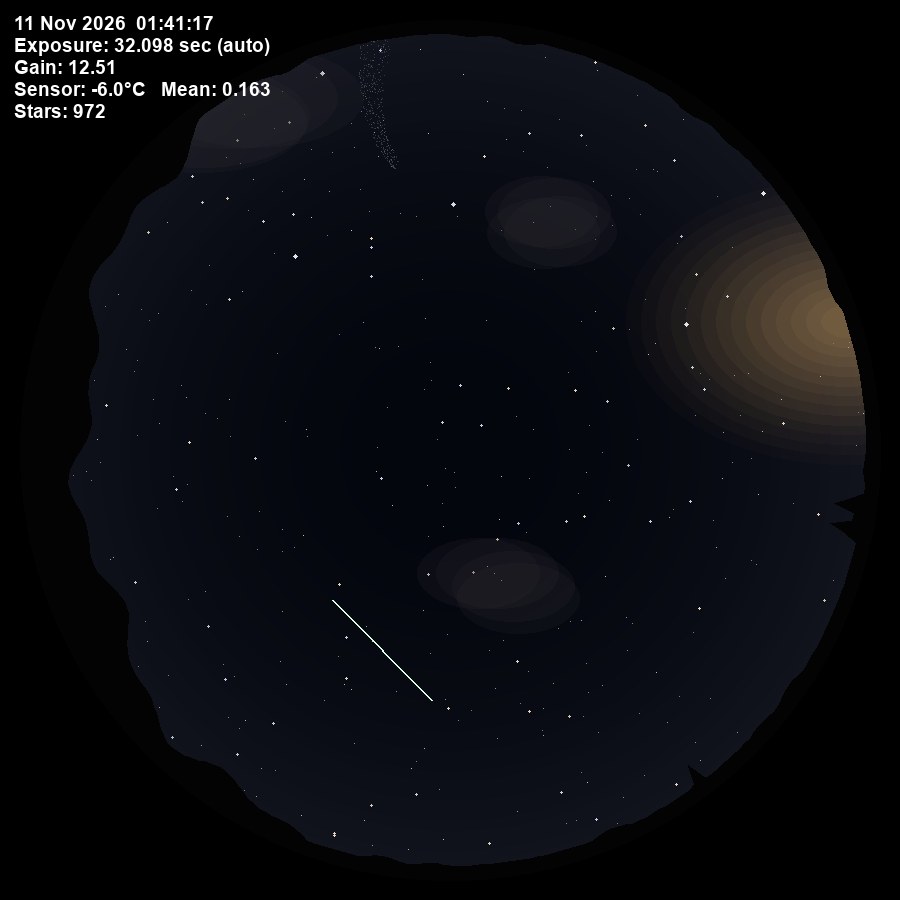 11 Nov 2026 01:41:17
Exposure: 32.098 sec (auto)
Gain: 12.51
Sensor: -6.0°C Mean: 0.163
Stars: 972